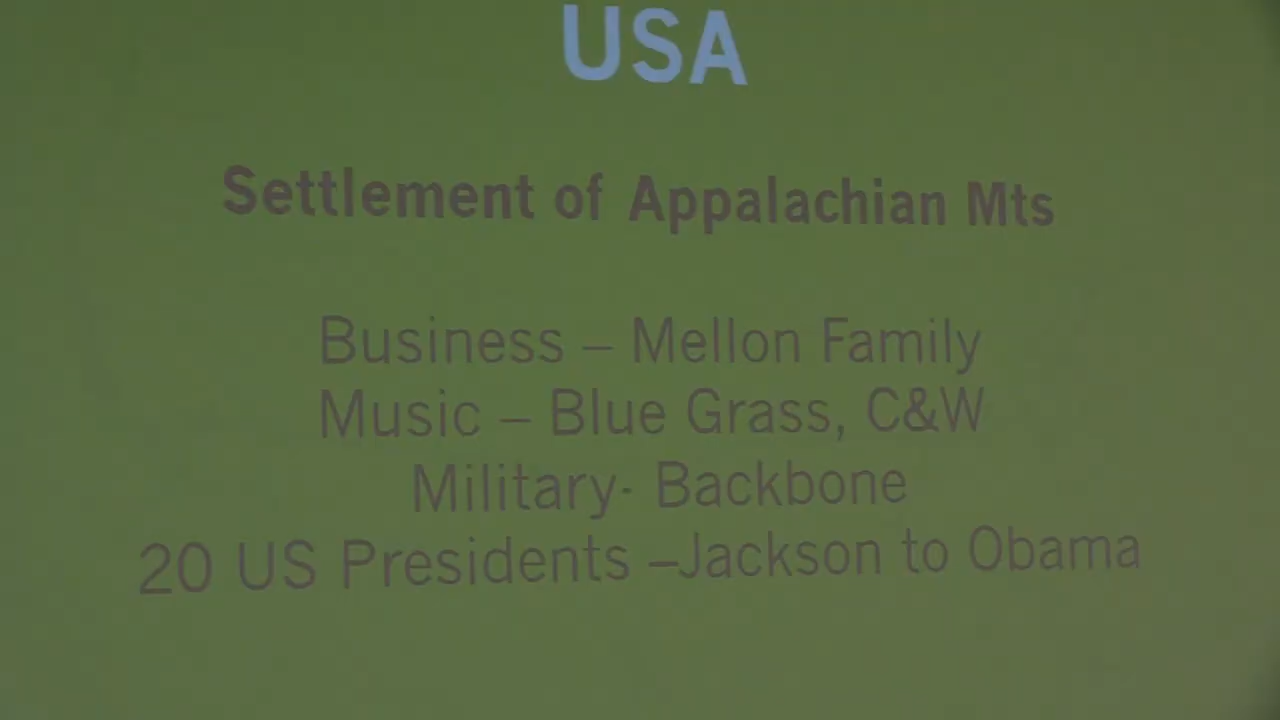 USA
Settlement of Appalachian Mts
Business – Mellon Family
Music – Blue Grass, C&W
Military- Backbone
20 US Presidents –Jackson to Obama